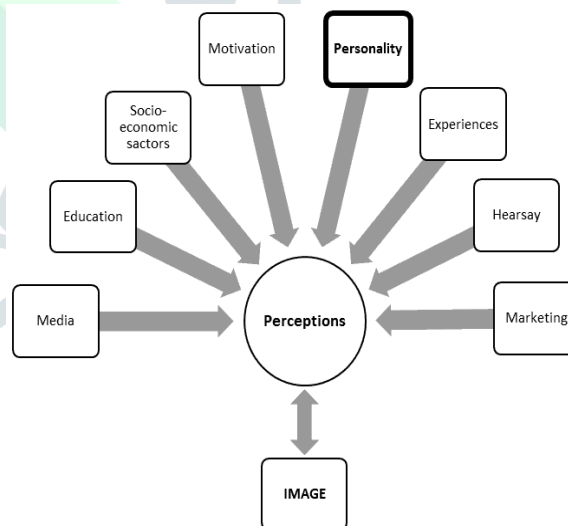 Motivation
Personality
Socio-
economic
sactors
Experiences
Education
Hearsay
Media
Perceptions
Marketing
IMAGE